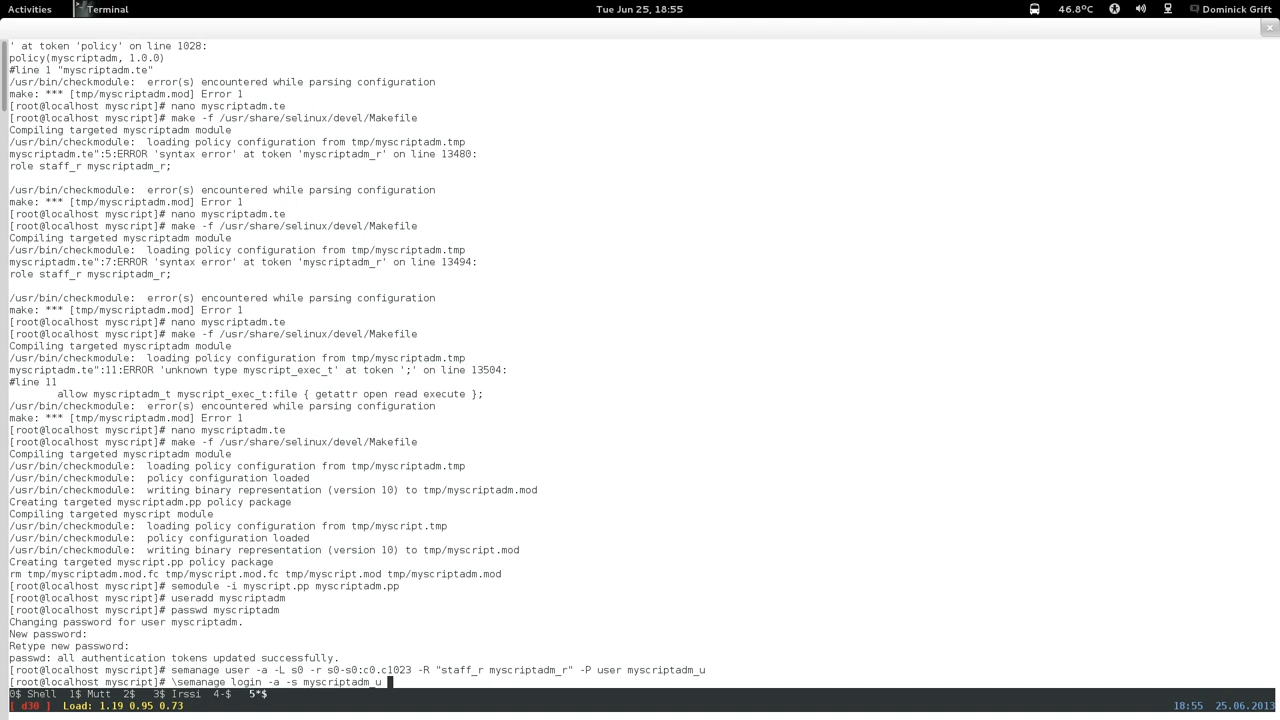 Activities
Terminal
Tue Jun 25, 18:55
46.8°C
Dominick Grift
' at token 'policy' on line 1028:
policy(myscriptadm, 1.0.0)
#line 1 "myscriptadm.te"
/usr/bin/checkmodule:  error(s) encountered while parsing configuration
make: *** [tmp/myscriptadm.mod] Error 1
[root@localhost myscript]# nano myscriptadm.te
[root@localhost myscript]# make -f /usr/share/selinux/devel/Makefile
Compiling targeted myscriptadm module
/usr/bin/checkmodule:  loading policy configuration from tmp/myscriptadm.tmp
myscriptadm.te":5:ERROR 'syntax error' at token 'myscriptadm_r' on line 13480:
role staff_r myscriptadm_r;
/usr/bin/checkmodule:  error(s) encountered while parsing configuration
make: *** [tmp/myscriptadm.mod] Error 1
[root@localhost myscript]# nano myscriptadm.te
[root@localhost myscript]# make -f /usr/share/selinux/devel/Makefile
Compiling targeted myscriptadm module
/usr/bin/checkmodule:  loading policy configuration from tmp/myscriptadm.tmp
myscriptadm.te":7:ERROR 'syntax error' at token 'myscriptadm_r' on line 13494:
role staff_r myscriptadm_r;
/usr/bin/checkmodule:  error(s) encountered while parsing configuration
make: *** [tmp/myscriptadm.mod] Error 1
[root@localhost myscript]# nano myscriptadm.te
[root@localhost myscript]# make -f /usr/share/selinux/devel/Makefile
Compiling targeted myscriptadm module
/usr/bin/checkmodule:  loading policy configuration from tmp/myscriptadm.tmp
myscriptadm.te":11:ERROR 'unknown type myscript_exec_t' at token ';' on line 13504:
#line 11
        allow myscriptadm_t myscript_exec_t:file { getattr open read execute };
/usr/bin/checkmodule:  error(s) encountered while parsing configuration
make: *** [tmp/myscriptadm.mod] Error 1
[root@localhost myscript]# nano myscriptadm.te
[root@localhost myscript]# make -f /usr/share/selinux/devel/Makefile
Compiling targeted myscriptadm module
/usr/bin/checkmodule:  loading policy configuration from tmp/myscriptadm.tmp
/usr/bin/checkmodule:  policy configuration loaded
/usr/bin/checkmodule:  writing binary representation (version 10) to tmp/myscriptadm.mod
Creating targeted myscriptadm.pp policy package
Compiling targeted myscript module
/usr/bin/checkmodule:  loading policy configuration from tmp/myscript.tmp
/usr/bin/checkmodule:  policy configuration loaded
/usr/bin/checkmodule:  writing binary representation (version 10) to tmp/myscript.mod
Creating targeted myscript.pp policy package
rm tmp/myscriptadm.mod.fc tmp/myscript.mod.fc tmp/myscript.mod tmp/myscriptadm.mod
[root@localhost myscript]# semodule -i myscript.pp myscriptadm.pp
[root@localhost myscript]# useradd myscriptadm
[root@localhost myscript]# passwd myscriptadm
Changing password for user myscriptadm.
New password:
Retype new password:
passwd: all authentication tokens updated successfully.
[root@localhost myscript]# semanage user -a -L s0 -r s0-s0:c0.c1023 -R "staff_r myscriptadm_r" -P user myscriptadm_u
[root@localhost myscript]# \semanage login -a -s myscriptadm_u
0$ Shell  1$ Mutt  2$   3$ Irssi  4-$   5*$
[ d30 ]  Load: 1.19 0.95 0.73
18:55  25.06.2013